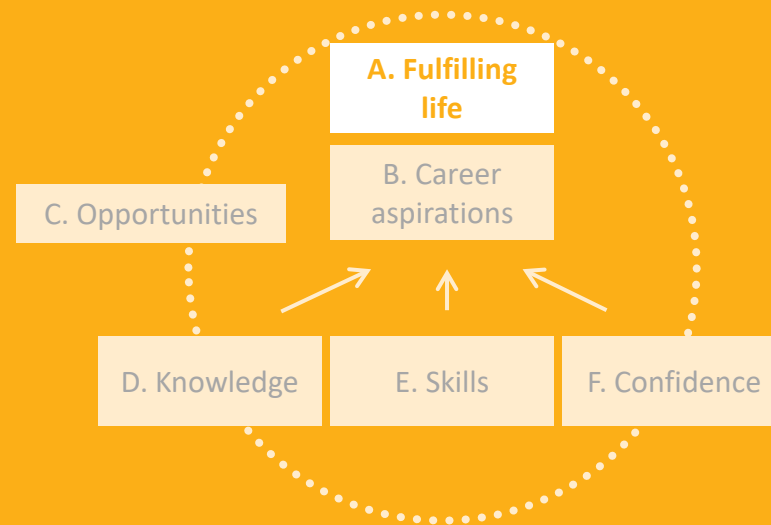 A. Fulfilling
life
B. Career
aspirations
C. Opportunities
D. Knowledge
E. Skills
F. Confidence